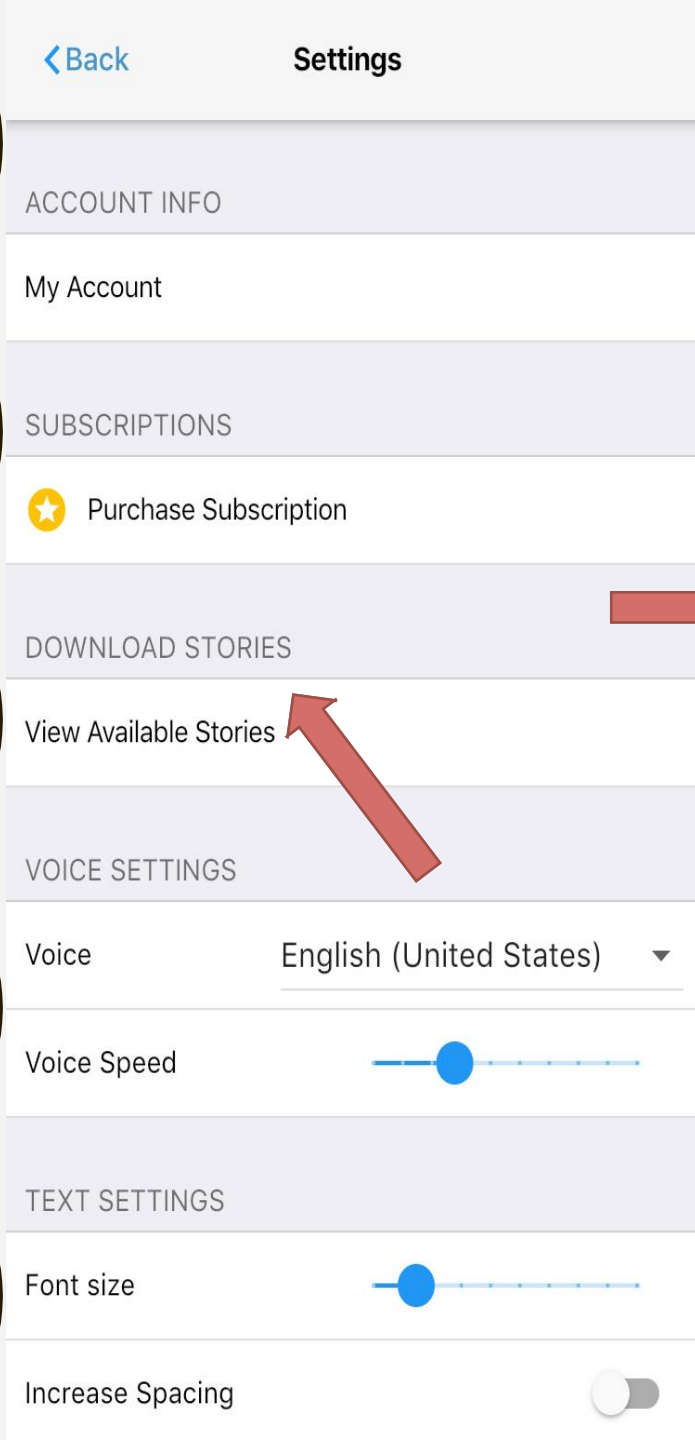 Back Settings
ACCOUNT INFO
My Account
SUBSCRIPTIONS
Purchase Subscription
DOWNLOAD STORIES
View Available Stories
VOICE SETTINGS
Voice English (United States)
Voice Speed
TEXT SETTINGS
Font size
Increase Spacing